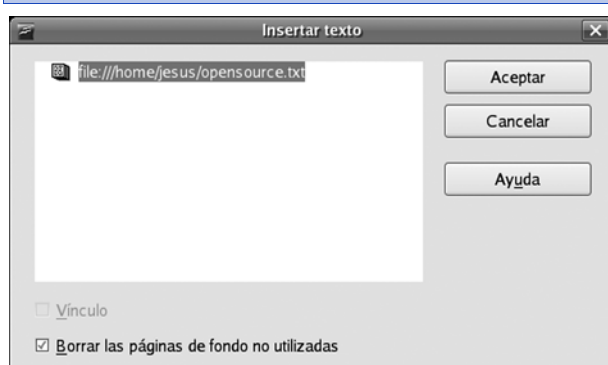 Insertar texto
file:///home/jesus/opensource.txt
Aceptar
Cancelar
Ayuda
Vínculo
Borrar las páginas de fondo no utilizadas